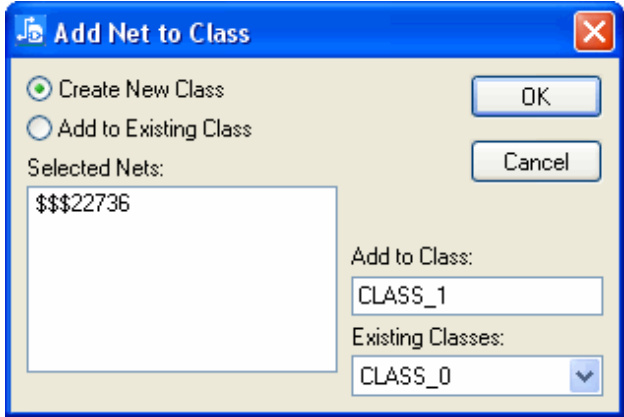 Add Net to Class
Create New Class
OK
Add to Existing Class
Cancel
Selected Nets:
$$$22736
Add to Class:
CLASS_1
Existing Classes:
CLASS_0